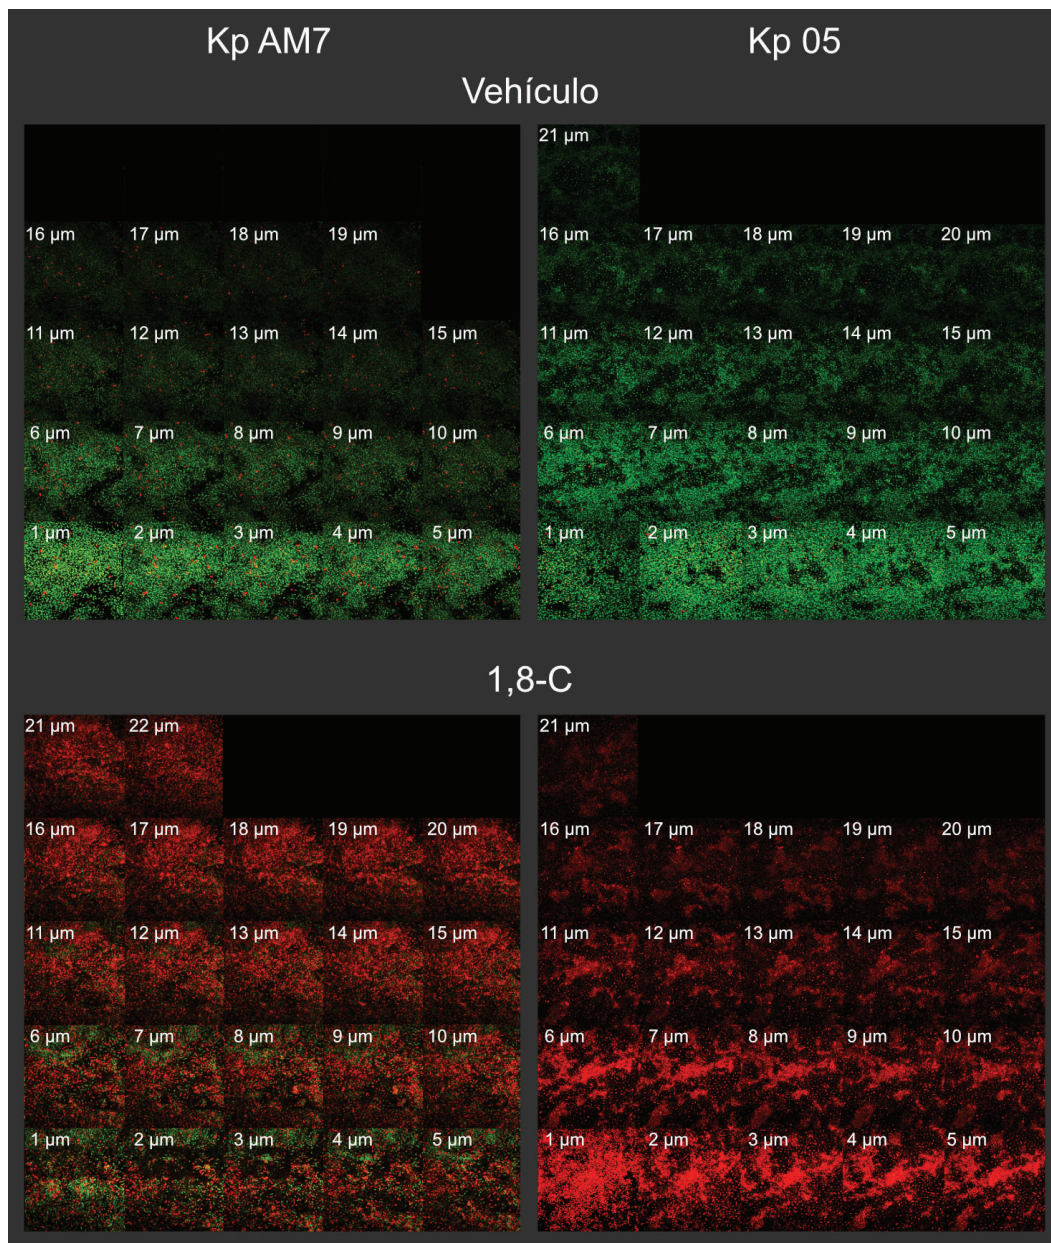 Kp AM7 Kp 05
Vehículo
16 µm 17 µm 18 µm 19 µm
11 µm 12 µm 13 µm 14 µm 15 µm
6 µm 7 µm 8 µm 9 µm 10 µm
1 µm 2 µm 3 µm 4 µm 5 µm
21 µm
16 µm 17 µm 18 µm 19 µm 20 µm
11 µm 12 µm 13 µm 14 µm 15 µm
6 µm 7 µm 8 µm 9 µm 10 µm
1 µm 2 µm 3 µm 4 µm 5 µm
1,8-C
21 µm 22 µm
16 µm 17 µm 18 µm 19 µm 20 µm
11 µm 12 µm 13 µm 14 µm 15 µm
6 µm 7 µm 8 µm 9 µm 10 µm
1 µm 2 µm 3 µm 4 µm 5 µm
21 µm
16 µm 17 µm 18 µm 19 µm 20 µm
11 µm 12 µm 13 µm 14 µm 15 µm
6 µm 7 µm 8 µm 9 µm 10 µm
1 µm 2 µm 3 µm 4 µm 5 µm